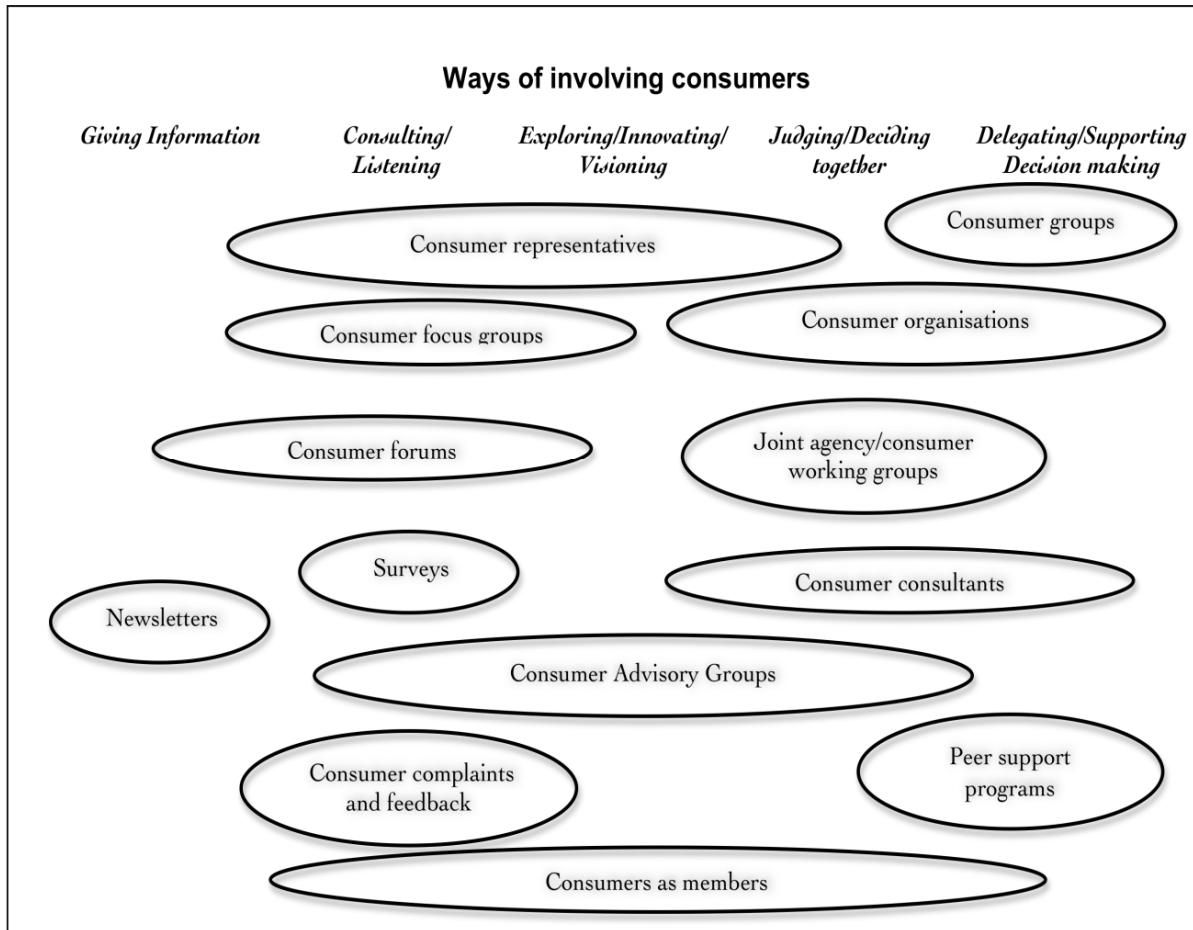 Ways of involving consumers
Giving Information
Consulting/
Listening
Exploring/Innovating/
Visioning
Judging/Deciding
together
Delegating/Supporting
Decision making
Consumer groups
Consumer representatives
Consumer organisations
Consumer focus groups
Joint agency/consumer
working groups
Consumer forums
Surveys
Consumer consultants
Newsletters
Consumer Advisory Groups
Peer support
programs
Consumer complaints
and feedback
Consumers as members